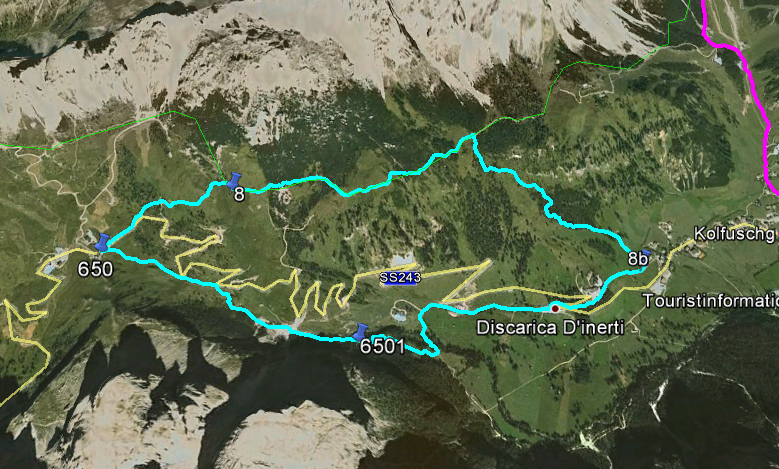 8
Kolfuschg
8b
650
SS243
Touristinformatio
Discarica D'inerti
6501